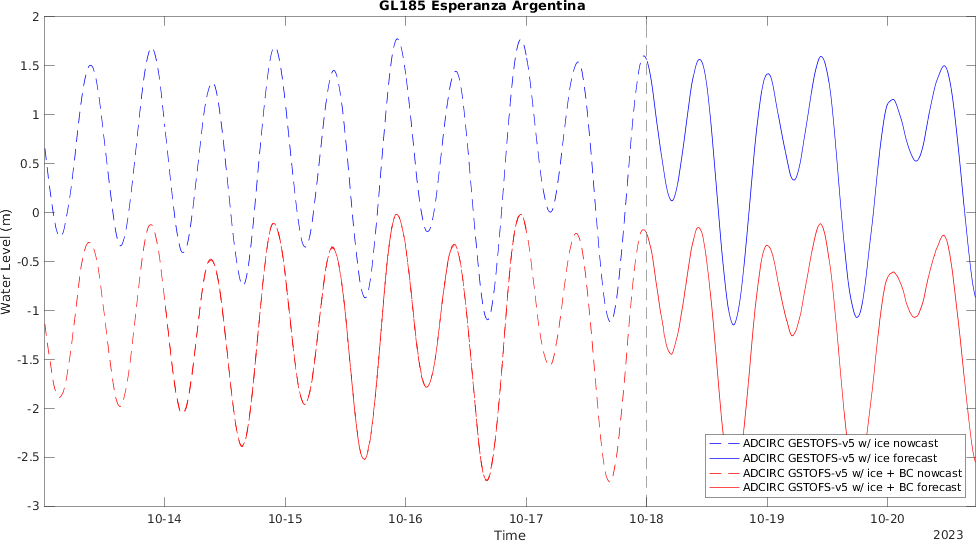 GL185 Esperanza Argentina
2
1.5
1
0.5
0
-0.5
-1
-1.5
-2
-2.5
-3
Water Level (m)
ADCIRC GESTOFS-v5 w/ ice nowcast
ADCIRC GESTOFS-v5 w/ ice forecast
ADCIRC GSTOFS-v5 w/ ice + BC nowcast
ADCIRC GSTOFS-v5 w/ ice + BC forecast
10-14 10-15 10-16 10-17 10-18 10-19 10-20
Time
2023